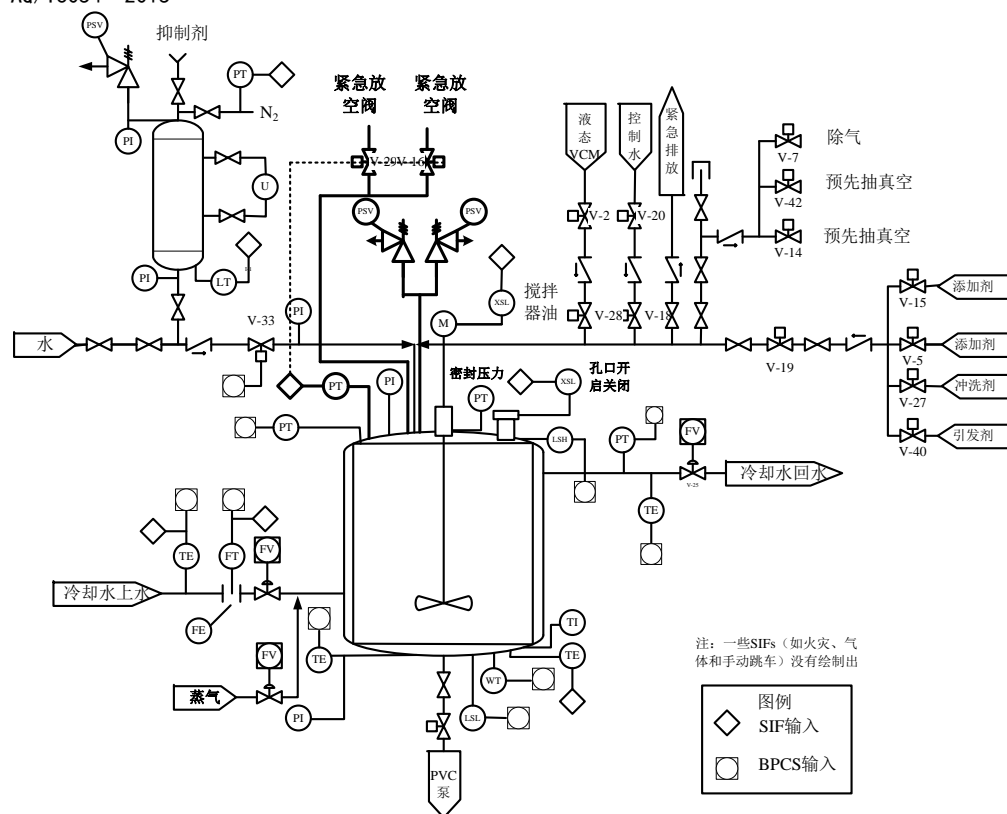 PSV
抑制剂
PT
N2
PI
U
PI
LT
紧急放
空阀
紧急放
空阀
V-29
V-16
PSV
PSV
液
态
VCM
控
制
水
紧
急
排
放
V-7
除气
V-42
预先抽真空
V-14
预先抽真空
V-2
V-20
V-28
V-18
搅拌
器油
XSL
M
水
V-33
PI
V-19
V-15
添加剂
V-5
添加剂
V-27
冲洗剂
V-40
引发剂
PT
PI
密封压力
PT
孔口开
启关闭
XSL
PT
LSH
PT
FV
V-25
冷却水回水
TE
TE
FT
FV
冷却水上水
FE
TE
FV
蒸气
PI
TI
TE
WT
LSL
PVC
泵
注：一些SIFs（如火灾、气
体和手动跳车）没有绘制出
图例
SIF输入
BPCS输入